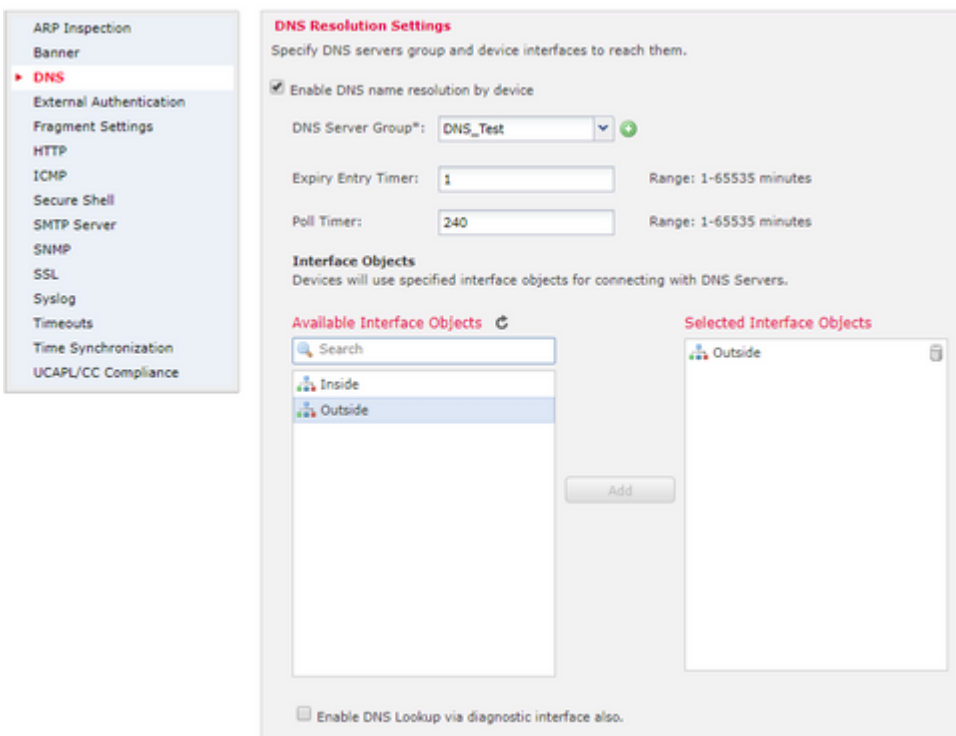 ARP Inspection
Banner
DNS
External Authentication
Fragment Settings
HTTP
ICMP
Secure Shell
SMTP Server
SNMP
SSL
Syslog
Timeouts
Time Synchronization
UCAPL/CC Compliance
DNS Resolution Settings
Specify DNS servers group and device interfaces to reach them.
Enable DNS name resolution by device
DNS Server Group*: DNS_Test
Expiry Entry Timer: 1 Range: 1-65535 minutes
Poll Timer: 240 Range: 1-65535 minutes
Interface Objects
Devices will use specified interface objects for connecting with DNS Servers.
Available Interface Objects
Search
Inside
Outside
Add
Selected Interface Objects
Outside
Enable DNS Lookup via diagnostic interface also.